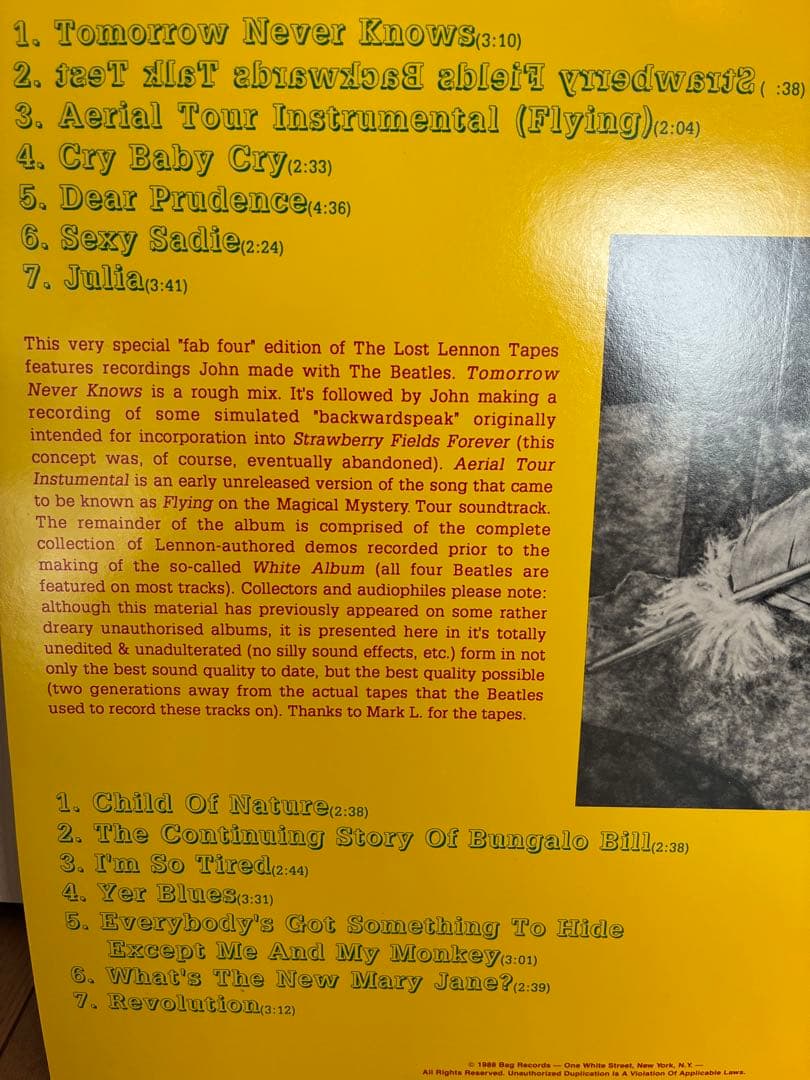 1. Tomorrow Never Knows(3:10)
2. Strawberry Fields Backwards Talk Test( :38)
3. Aerial Tour Instrumental (Flying)(2:04)
4. Cry Baby Cry(2:33)
5. Dear Prudence(4:36)
6. Sexy Sadie(2:24)
7. Julia(3:41)
This very special "fab four" edition of The Lost Lennon Tapes
features recordings John made with The Beatles. Tomorrow
Never Knows is a rough mix. It's followed by John making a
recording of some simulated "backwardspeak" originally
intended for incorporation into Strawberry Fields Forever (this
concept was, of course, eventually abandoned). Aerial Tour
Instumental is an early unreleased version of the song that came
to be known as Flying on the Magical Mystery. Tour soundtrack.
The remainder of the album is comprised of the complete
collection of Lennon-authored demos recorded prior to the
making of the so-called White Album (all four Beatles are
featured on most tracks). Collectors and audiophiles please note:
although this material has previously appeared on some rather
dreary unauthorised albums, it is presented here in it's totally
unedited & unadulterated (no silly sound effects, etc.) form in not
only the best sound quality to date, but the best quality possible
(two generations away from the actual tapes that the Beatles
used to record these tracks on). Thanks to Mark L. for the tapes.
1. Child Of Nature(2:38)
2. The Continuing Story Of Bungalo Bill(2:38)
3. I'm So Tired(2:44)
4. Yer Blues(3:31)
5. Everybody's Got Something To Hide
Except Me And My Monkey(3:01)
6. What's The New Mary Jane?(2:39)
7. Revolution(3:12)
© 1988 Bag Records — One White Street, New York, N.Y. —
All Rights Reserved. Unauthorized Duplication Is A Violation Of Applicable Laws.